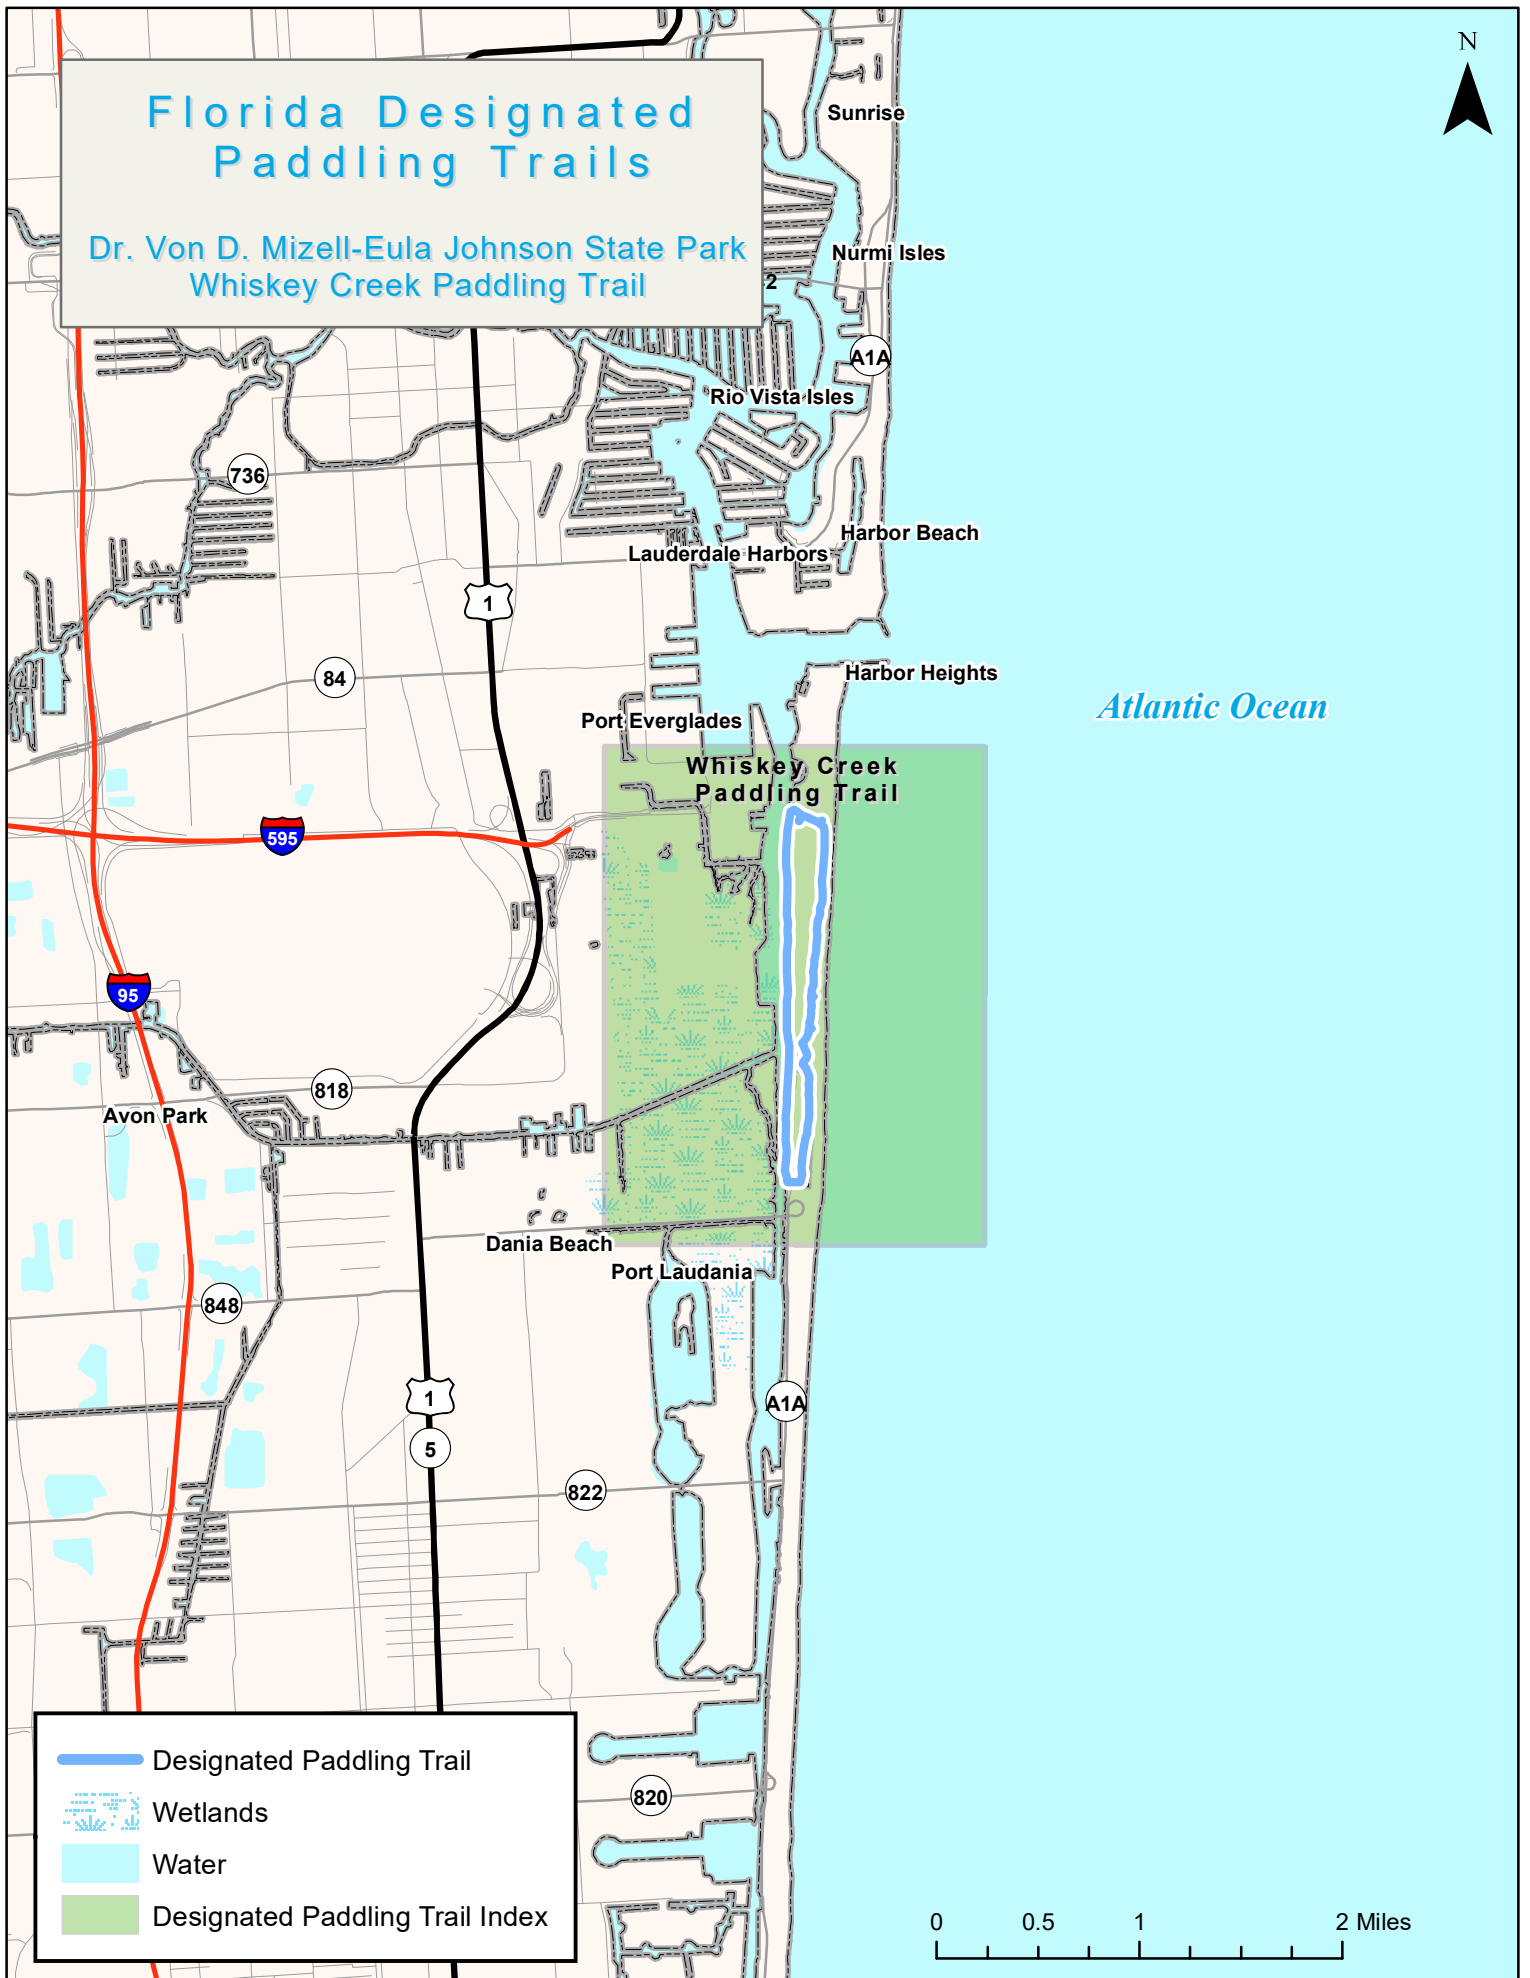 Florida Designated
Paddling Trails
Dr. Von D. Mizell-Eula Johnson State Park
Whiskey Creek Paddling Trail
N
Sunrise
Nurmi Isles
2
A1A
Rio Vista Isles
736
Harbor Beach
Lauderdale Harbors
1
84
Harbor Heights
Atlantic Ocean
Port Everglades
Whiskey Creek
Paddling Trail
595
95
818
Avon Park
Dania Beach
Port Laudania
848
1
A1A
5
822
820
Designated Paddling Trail
Wetlands
Water
Designated Paddling Trail Index
0 0.5 1 2 Miles